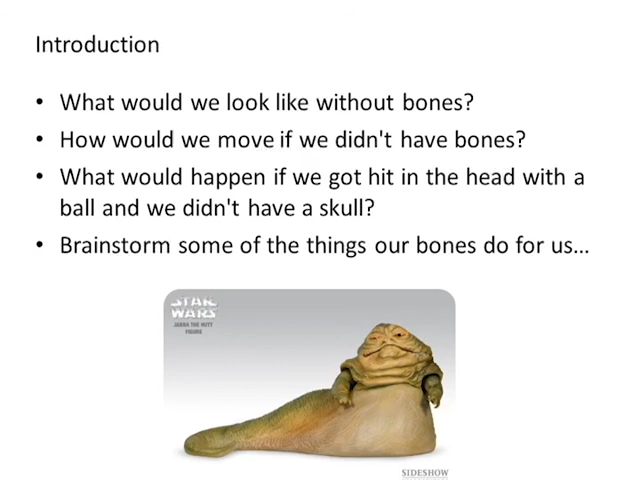 Introduction
• What would we look like without bones?
• How would we move if we didn't have bones?
• What would happen if we got hit in the head with a
ball and we didn't have a skull?
• Brainstorm some of the things our bones do for us…
STAR
WARS
JABBA THE HUTT
FIGURE
SIDESHOW